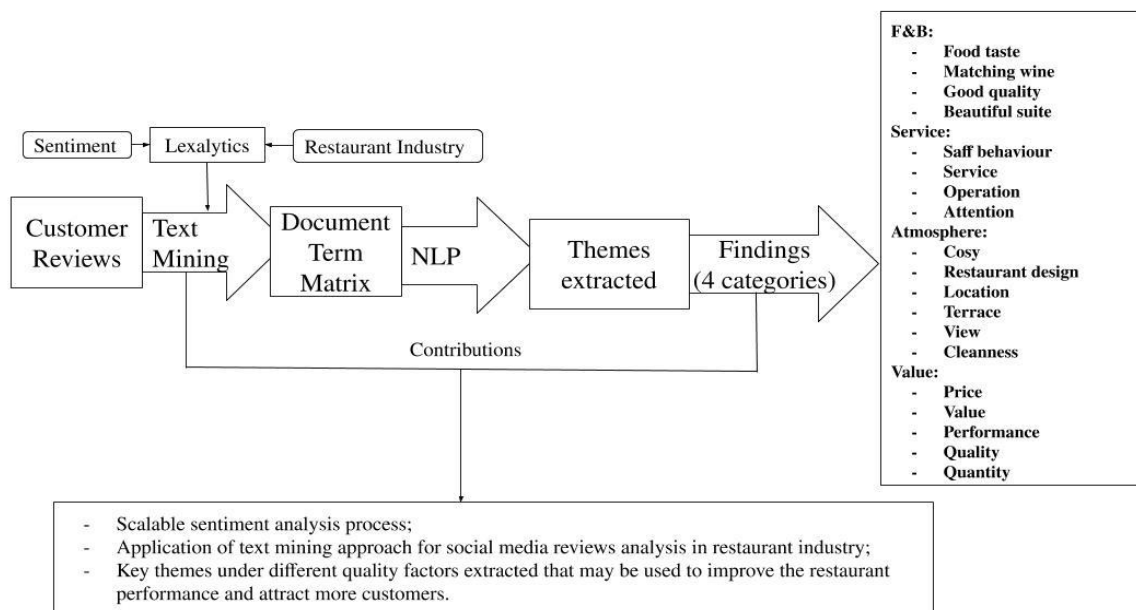 Sentiment
Lexalytics
Restaurant Industry
Customer
Reviews
Text
Mining
Document
Term
Matrix
NLP
Themes
extracted
Findings
(4 categories)
F&B:
- Food taste
- Matching wine
- Good quality
- Beautiful suite
Service:
- Saff behaviour
- Service
- Operation
- Attention
Atmosphere:
- Cosy
- Restaurant design
- Location
- Terrace
- View
- Cleanness
Value:
- Price
- Value
- Performance
- Quality
- Quantity
Contributions
- Scalable sentiment analysis process;
- Application of text mining approach for social media reviews analysis in restaurant industry;
- Key themes under different quality factors extracted that may be used to improve the restaurant
performance and attract more customers.